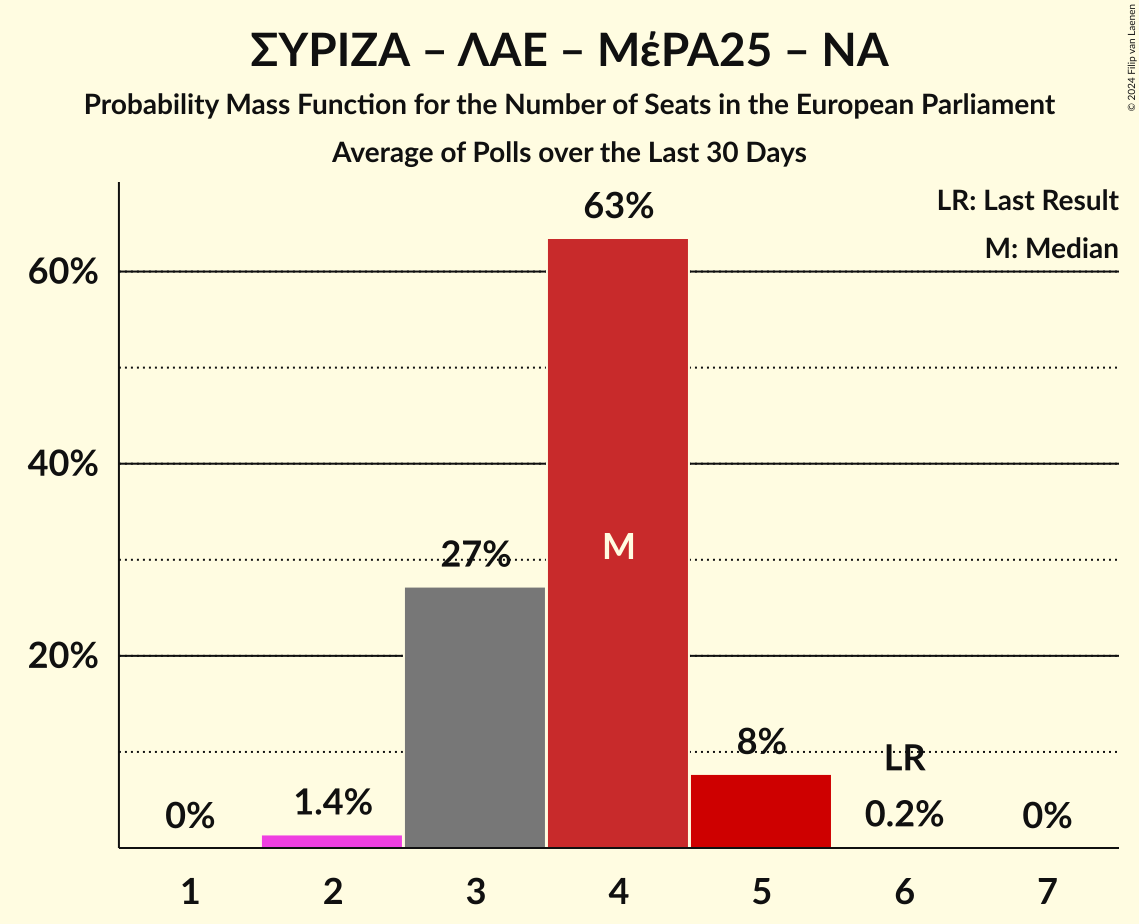 ΣΥΡΙΖΑ – ΛΑΕ – ΜέΡΑ25 – ΝΑ
Probability Mass Function for the Number of Seats in the European Parliament
Average of Polls over the Last 30 Days
© 2024 Filip van Laenen
LR: Last Result
M: Median
63%
60%
40%
27%
M
20%
8%
LR
1.4%
0%
0.2%
0%
1 2 3 4 5 6 7